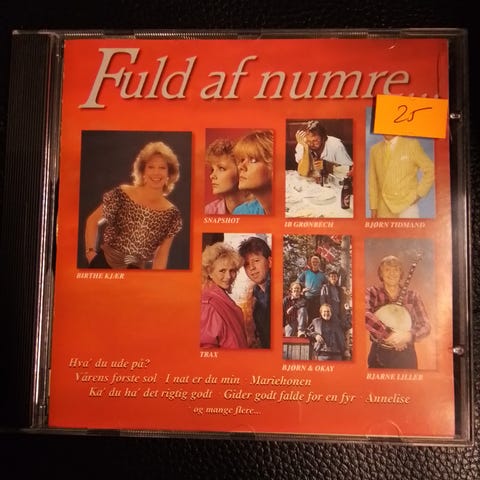 Fuld af numre...
25
BIRTHE KJÆR
SNAPSHOT
IB GRØNBECH
BJØRN TIDMAND
TRAX
BJØRN & OKAY
BJARNE LILLER
Hva' du ude på?
Vårens første sol · I nat er du min · Mariehonen
Ka' du ha' det rigtig godt · Gider godt falde for en fyr · Annelise
· og mange flere...